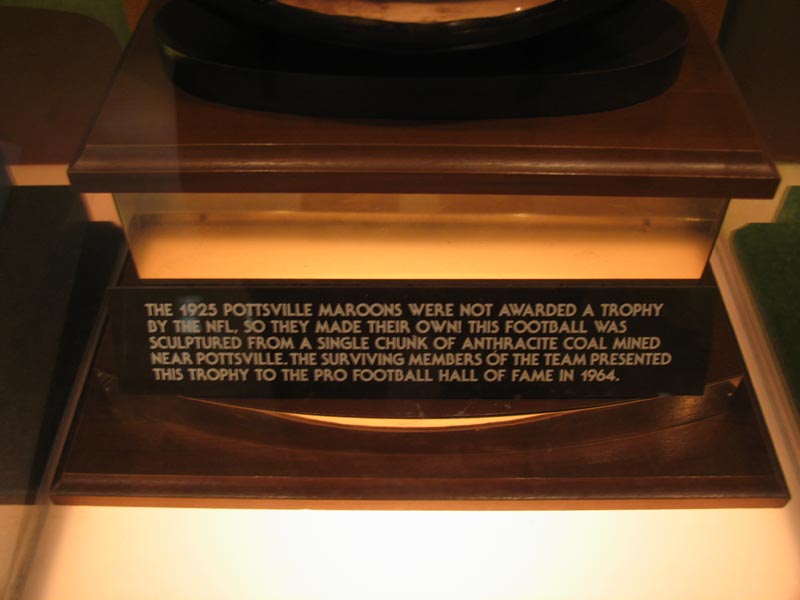 THE 1925 POTTSVILLE MAROONS WERE NOT AWARDED A TROPHY
BY THE NFL, SO THEY MADE THEIR OWN! THIS FOOTBALL WAS
SCULPTURED FROM A SINGLE CHUNK OF ANTHRACITE COAL MINED
NEAR POTTSVILLE. THE SURVIVING MEMBERS OF THE TEAM PRESENTED
THIS TROPHY TO THE PRO FOOTBALL HALL OF FAME IN 1964.